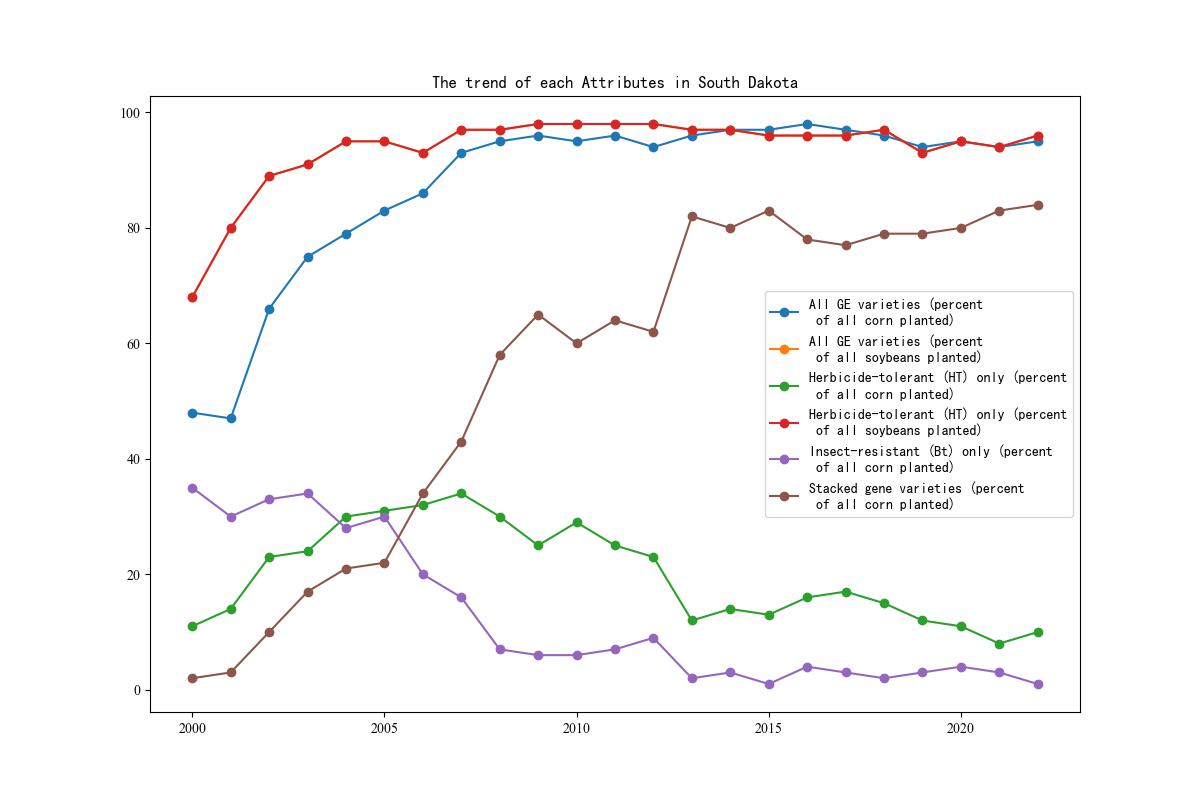 The trend of each Attributes in South Dakota
100
80
60
40
20
0
All GE varieties (percent
of all corn planted)
All GE varieties (percent
of all soybeans planted)
Herbicide-tolerant (HT) only (percent
of all corn planted)
Herbicide-tolerant (HT) only (percent
of all soybeans planted)
Insect-resistant (Bt) only (percent
of all corn planted)
Stacked gene varieties (percent
of all corn planted)
2000 2005 2010 2015 2020